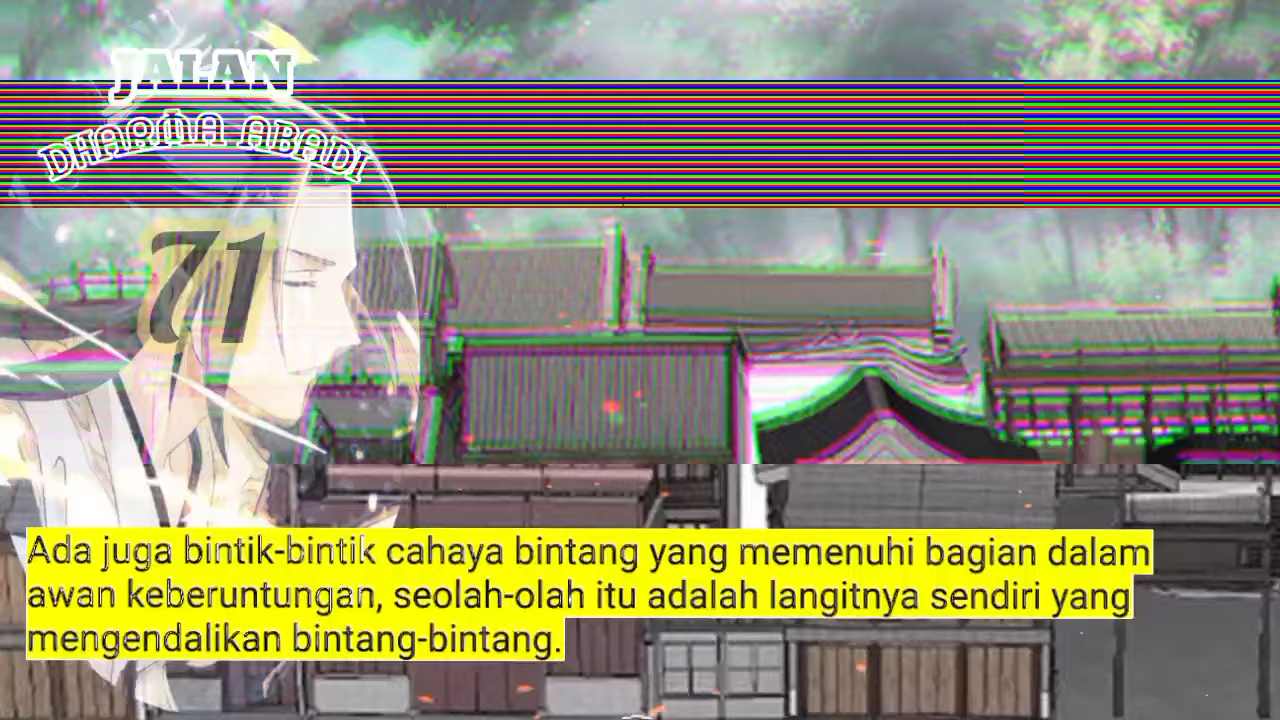 JALAN
DHARMA ABADI
71
Ada juga bintik-bintik cahaya bintang yang memenuhi bagian dalam
awan keberuntungan, seolah-olah itu adalah langitnya sendiri yang
mengendalikan bintang-bintang.